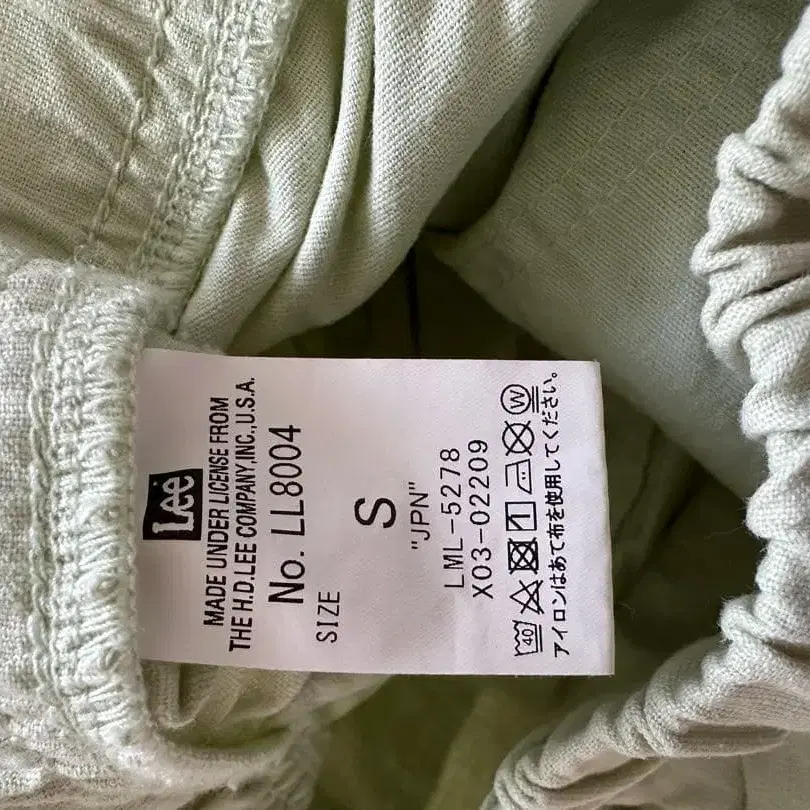 Lee
MADE UNDER LICENSE FROM
THE H.D.LEE COMPANY,INC.,U.S.A.
No. LL8004
SIZE
S
"JPN"
LML-5278
X03-02209
40 W
アイロンはあて布を使用してください。